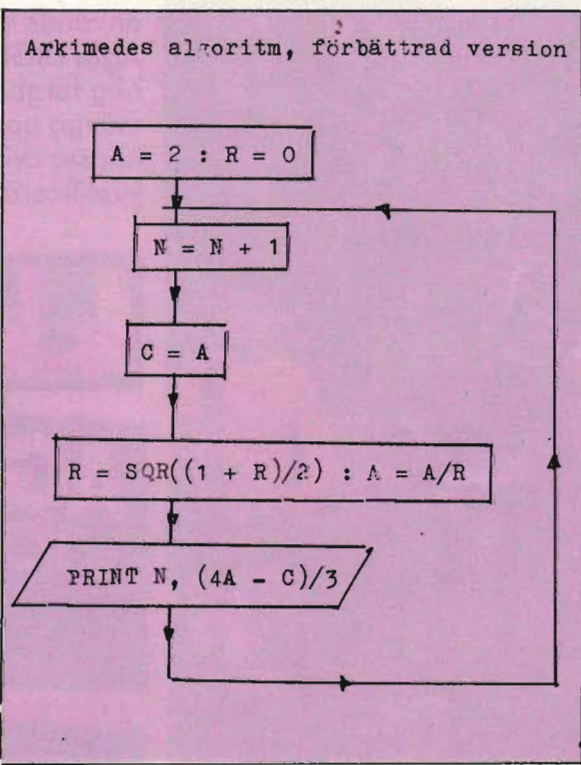 Arkimedes algoritm, förbättrad version
A = 2 : R = 0
N = N + 1
C = A
R = SQR((1 + R)/2) : A = A/R
PRINT N, (4A - C)/3